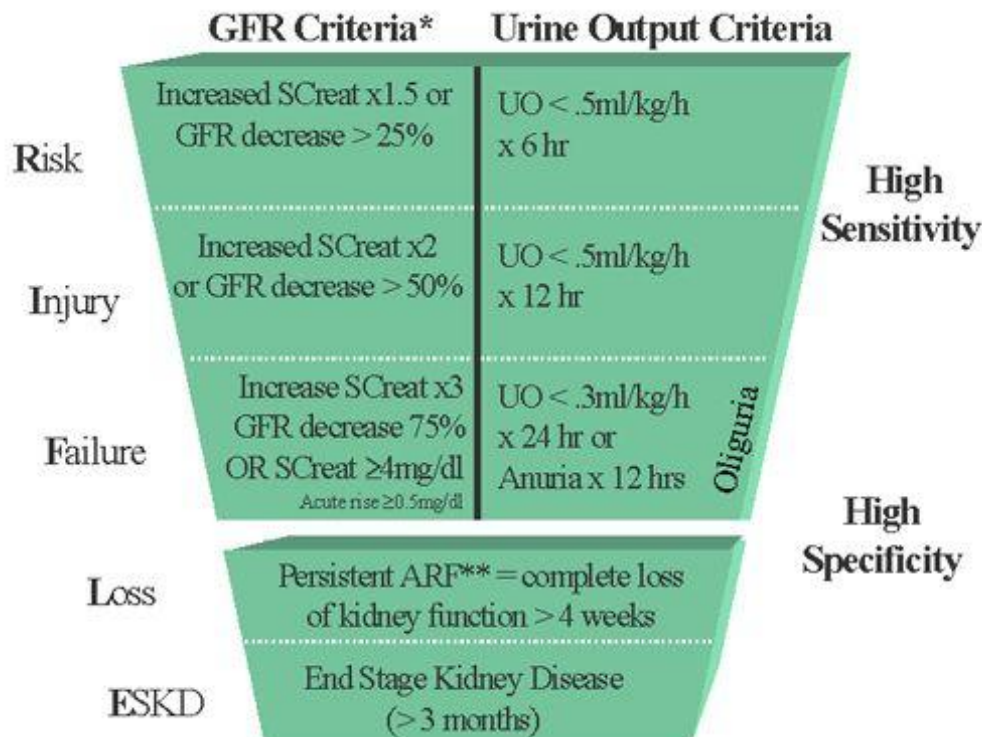 GFR Criteria*
Urine Output Criteria
Risk
Increased SCreat x1.5 or
GFR decrease > 25%
UO < .5ml/kg/h
x 6 hr
High
Sensitivity
Injury
Increased SCreat x2
or GFR decrease > 50%
UO < .5ml/kg/h
x 12 hr
Failure
Increase SCreat x3
GFR decrease 75%
OR SCreat ≥4mg/dl
Acute rise ≥0.5mg/dl
UO < .3ml/kg/h
x 24 hr or
Anuria x 12 hrs
Oliguria
High
Specificity
Loss
Persistent ARF** = complete loss
of kidney function > 4 weeks
ESKD
End Stage Kidney Disease
(> 3 months)